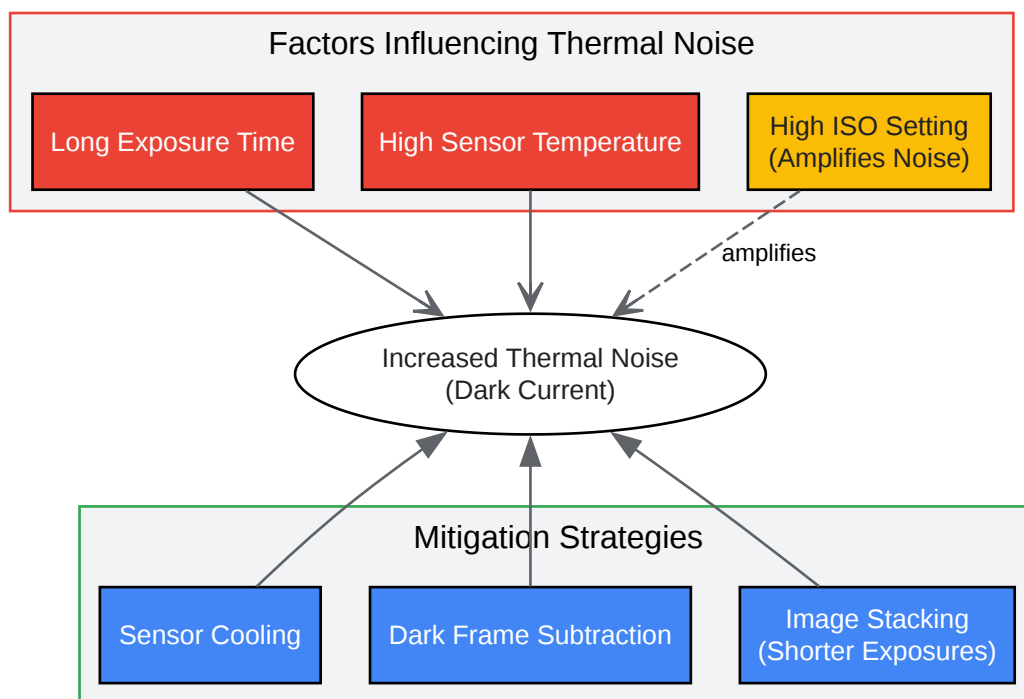 Factors Influencing Thermal Noise
Long Exposure Time
High Sensor Temperature
High ISO Setting
(Amplifies Noise)
amplifies
Increased Thermal Noise
(Dark Current)
Mitigation Strategies
Sensor Cooling
Dark Frame Subtraction
Image Stacking
(Shorter Exposures)